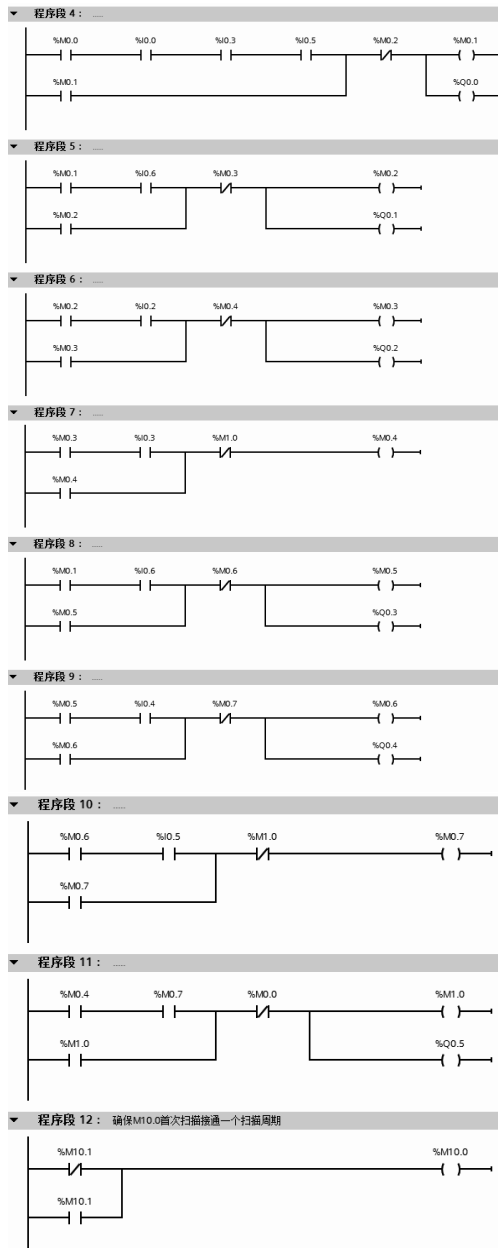 程序段 4： ......
%M0.0 %I0.0 %I0.3 %I0.5 %M0.2 %M0.1
%M0.1 %Q0.0
程序段 5： ......
%M0.1 %I0.6 %M0.3 %M0.2
%M0.2 %Q0.1
程序段 6： ......
%M0.2 %I0.2 %M0.4 %M0.3
%M0.3 %Q0.2
程序段 7： ......
%M0.3 %I0.3 %M1.0 %M0.4
%M0.4
程序段 8： ......
%M0.1 %I0.6 %M0.6 %M0.5
%M0.5 %Q0.3
程序段 9： ......
%M0.5 %I0.4 %M0.7 %M0.6
%M0.6 %Q0.4
程序段 10： ......
%M0.6 %I0.5 %M1.0 %M0.7
%M0.7
程序段 11： ......
%M0.4 %M0.7 %M0.0 %M1.0
%M1.0 %Q0.5
程序段 12： 确保M10.0首次扫描接通一个扫描周期
%M10.1 %M10.0
%M10.1